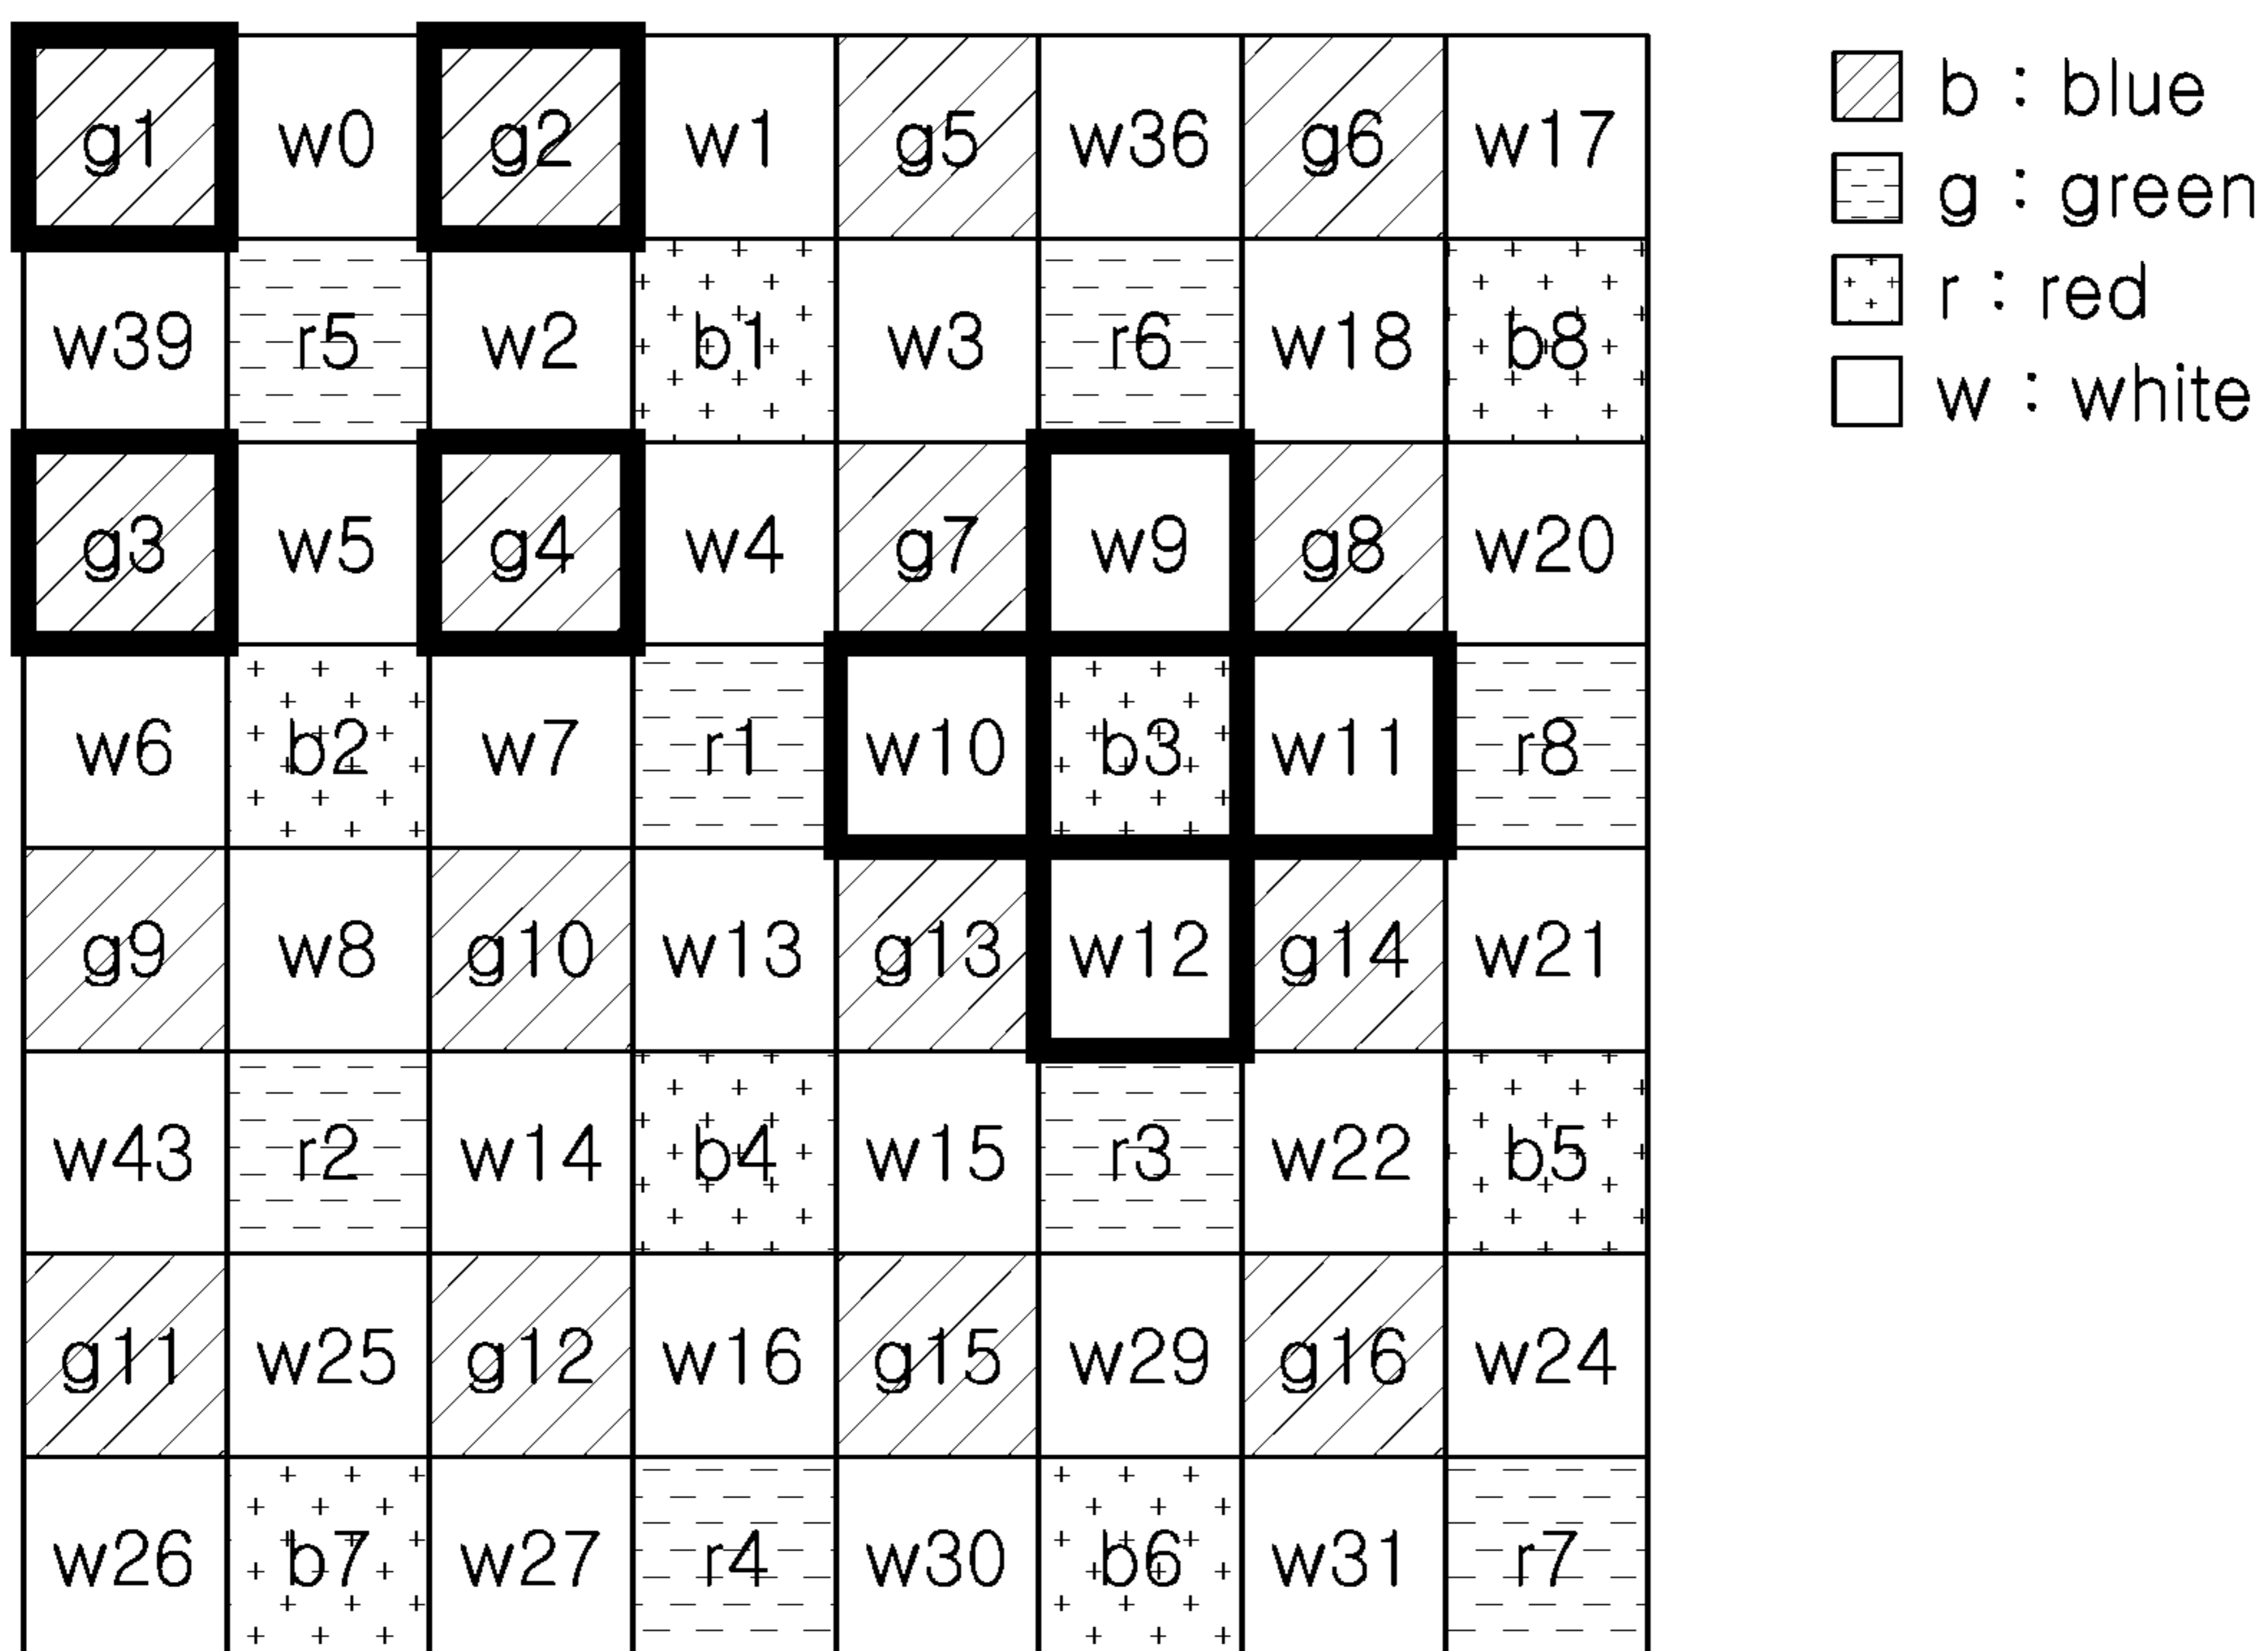 g1 w0 g2 w1 g5 w36 g6 w17
w39 r5 w2 b1 w3 r6 w18 b8
g3 w5 g4 w4 g7 w9 g8 w20
w6 b2 w7 r1 w10 b3 w11 r8
g9 w8 g10 w13 g13 w12 g14 w21
w43 r2 w14 b4 w15 r3 w22 b5
g11 w25 g12 w16 g15 w29 g16 w24
w26 b7 w27 r4 w30 b6 w31 r7
b : blue
g : green
r : red
w : white